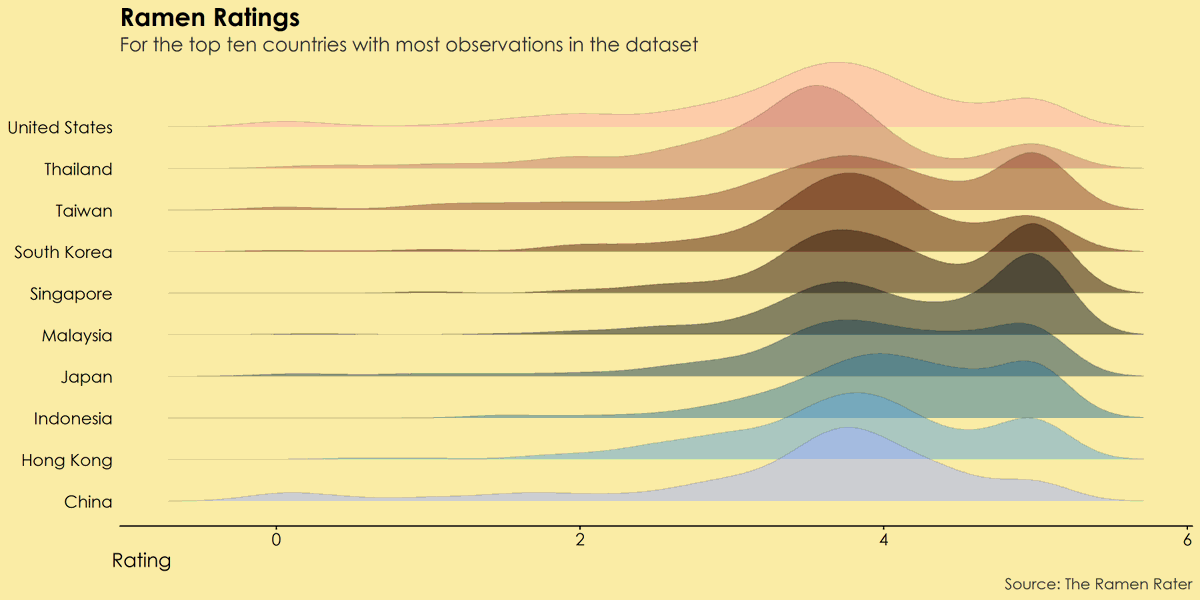 Ramen Ratings
For the top ten countries with most observations in the dataset
United States
Thailand
Taiwan
South Korea
Singapore
Malaysia
Japan
Indonesia
Hong Kong
China
0 2 4 6
Rating
Source: The Ramen Rater